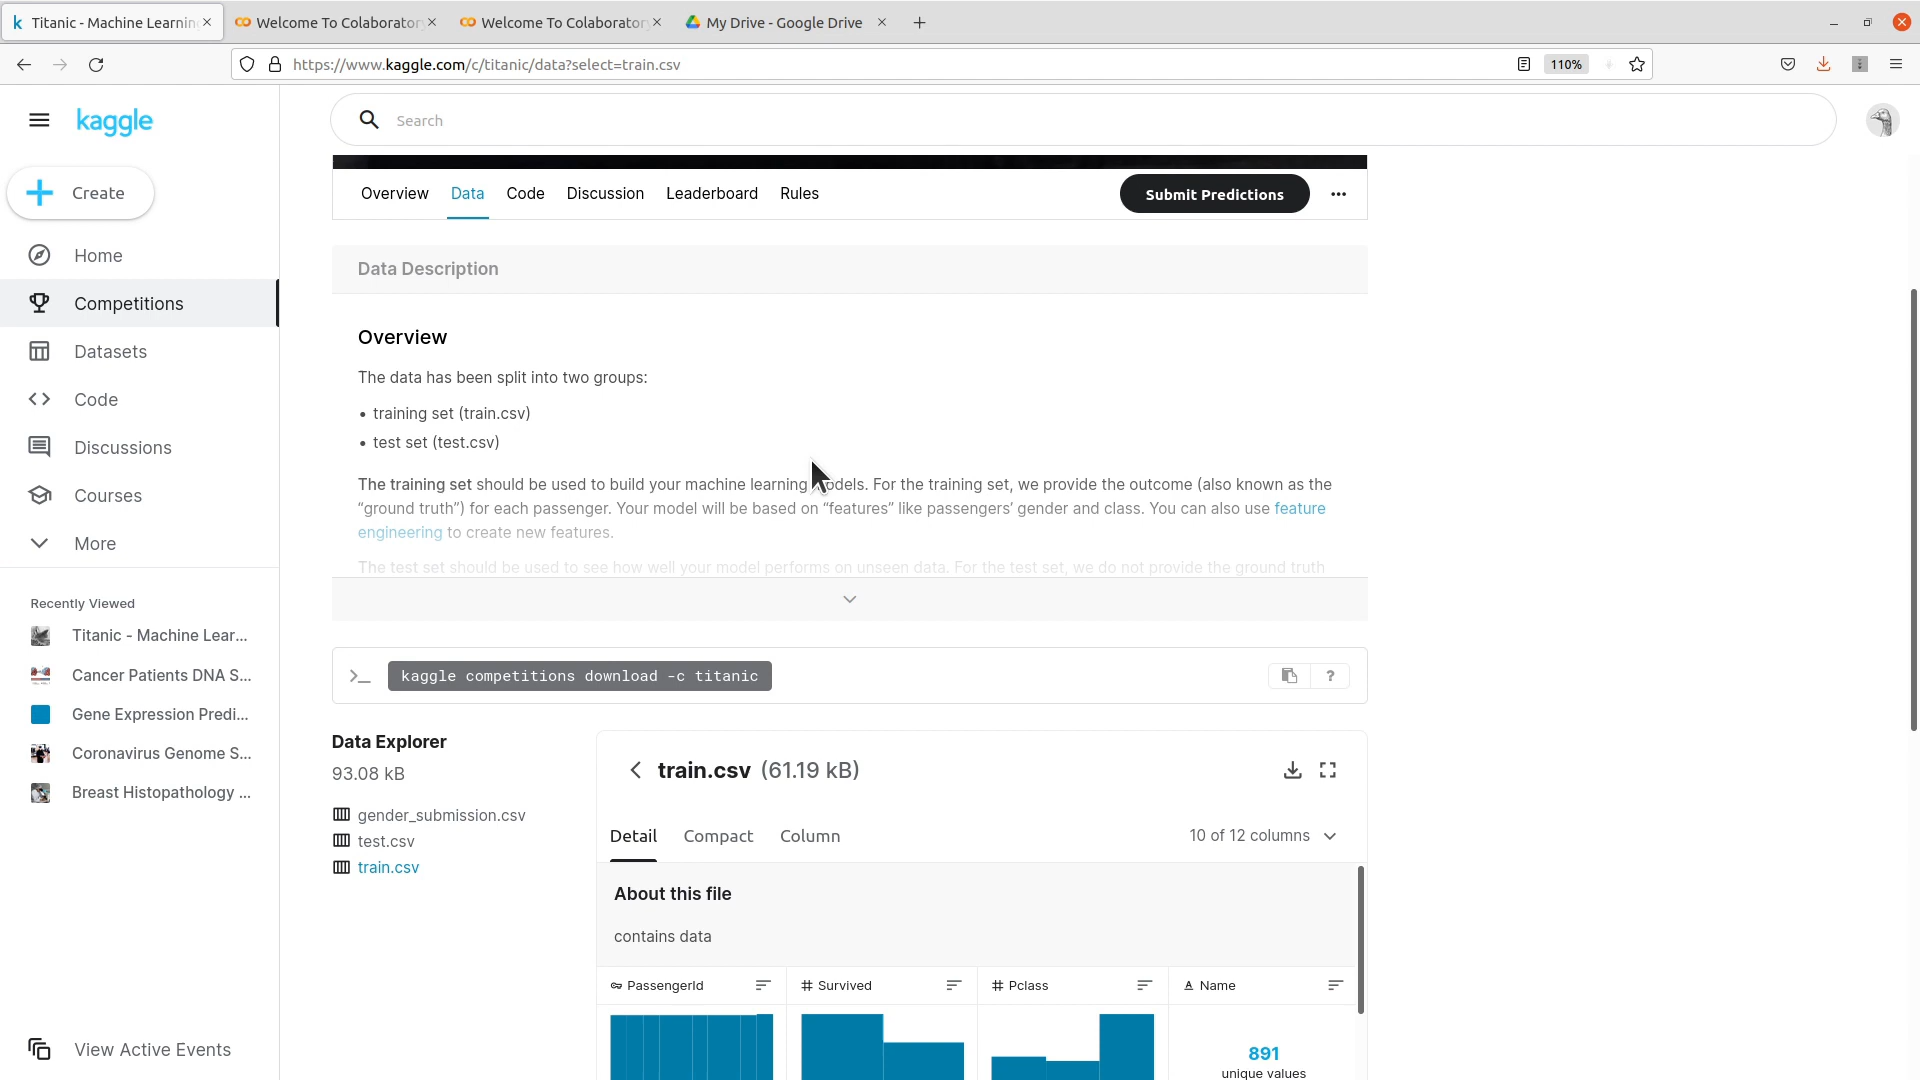 Titanic - Machine Learning
Welcome To Colaboratory
Welcome To Colaboratory
My Drive - Google Drive
https://www.kaggle.com/c/titanic/data?select=train.csv
110%
kaggle
Search
Create
Overview
Data
Code
Discussion
Leaderboard
Rules
Submit Predictions
Home
Competitions
Datasets
Code
Discussions
Courses
More
Recently Viewed
Titanic - Machine Lear...
Cancer Patients DNA S...
Gene Expression Predi...
Coronavirus Genome S...
Breast Histopathology ...
View Active Events
Data Description
Overview
The data has been split into two groups:
• training set (train.csv)
• test set (test.csv)
The training set should be used to build your machine learning models. For the training set, we provide the outcome (also known as the
“ground truth”) for each passenger. Your model will be based on “features” like passengers’ gender and class. You can also use feature
engineering to create new features.
The test set should be used to see how well your model performs on unseen data. For the test set, we do not provide the ground truth
>_ kaggle competitions download -c titanic
?
Data Explorer
93.08 kB
gender_submission.csv
test.csv
train.csv
train.csv (61.19 kB)
Detail
Compact
Column
10 of 12 columns
About this file
contains data
PassengerId
# Survived
# Pclass
A Name
891
unique values